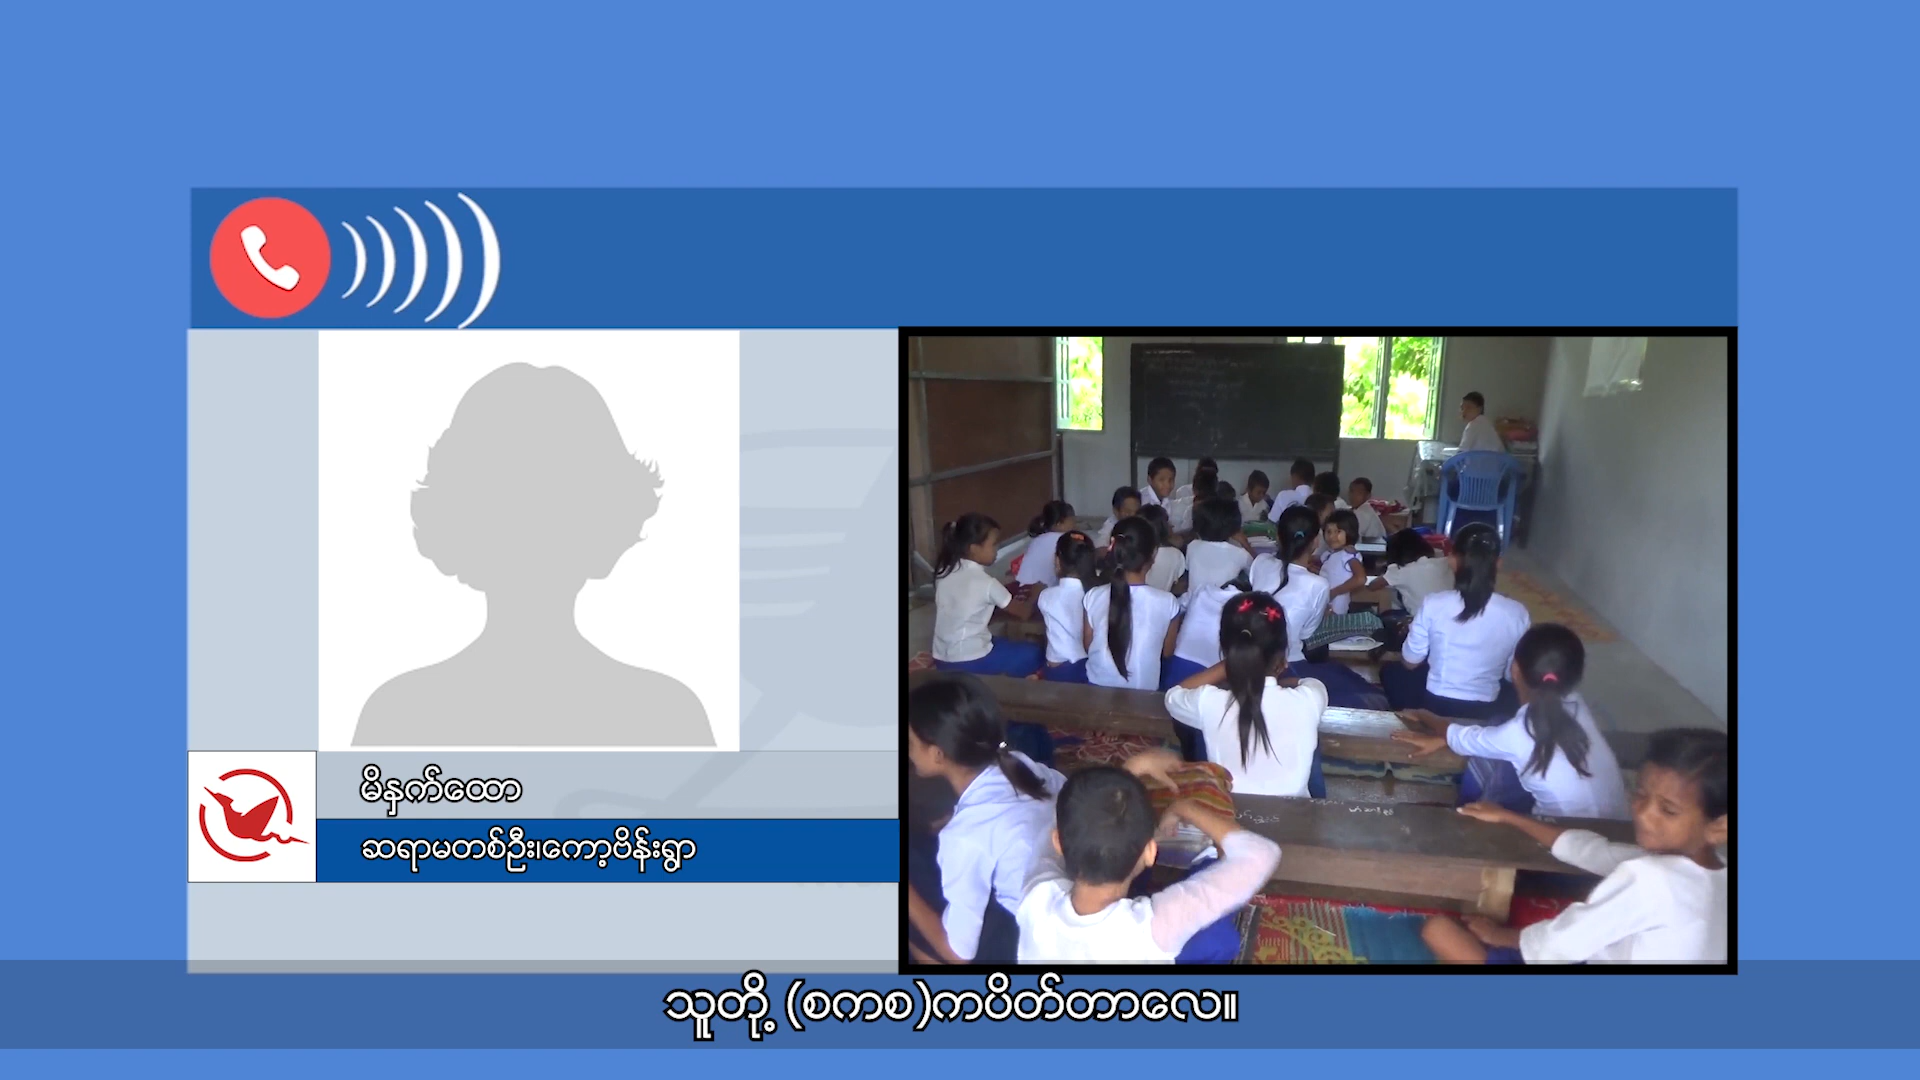 မိနှက်ထော
ဆရာမတစ်ဦး၊ကော့ဗိန်းရွာ
သူတို့ (စကစ)ကပိတ်တာလေ။